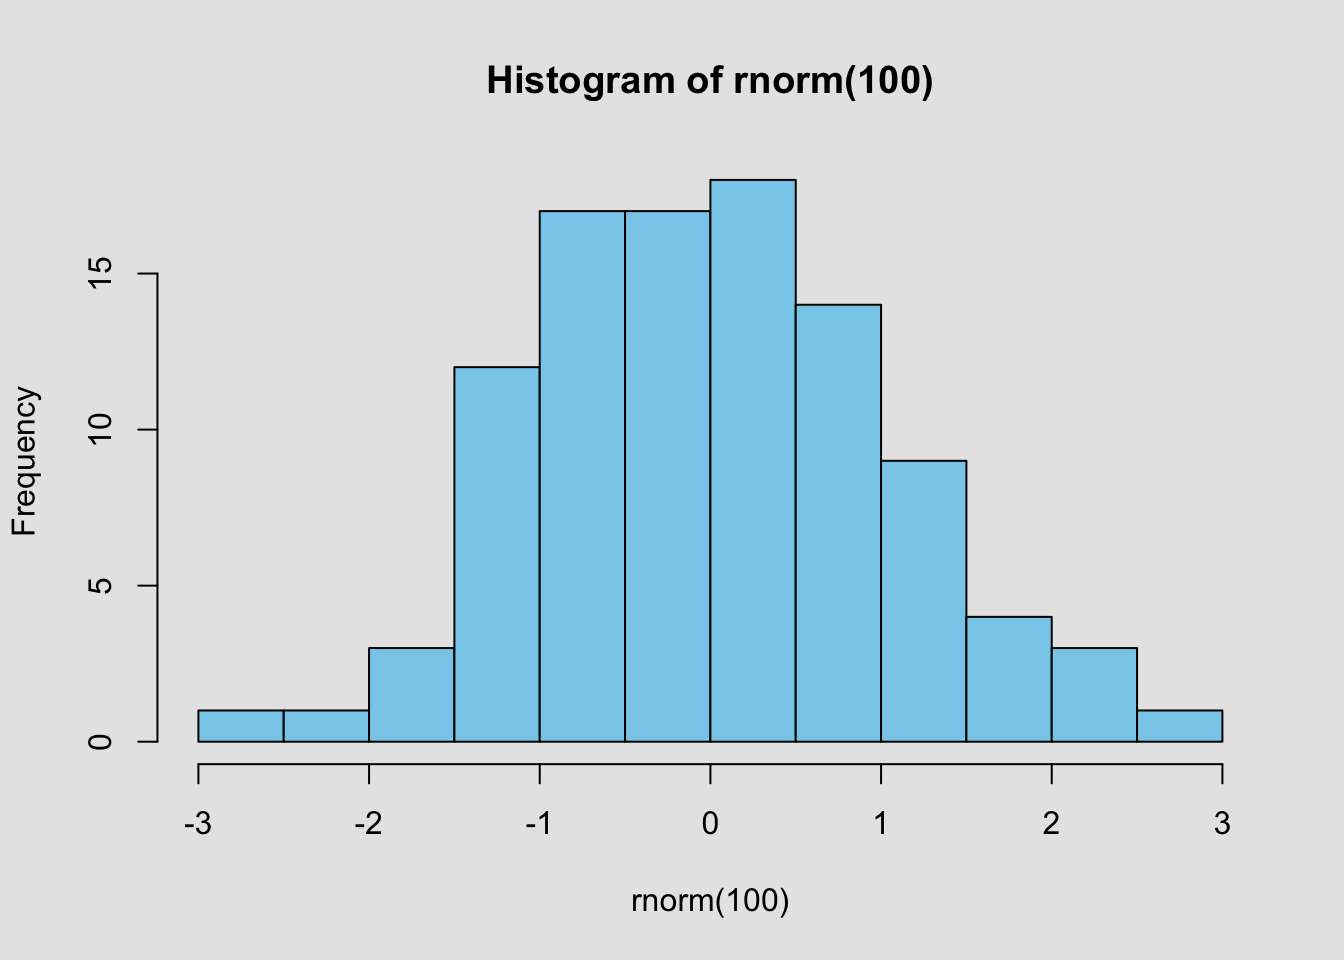 Histogram of rnorm(100)
Frequency
15
10
5
0
-3 -2 -1 0 1 2 3
rnorm(100)